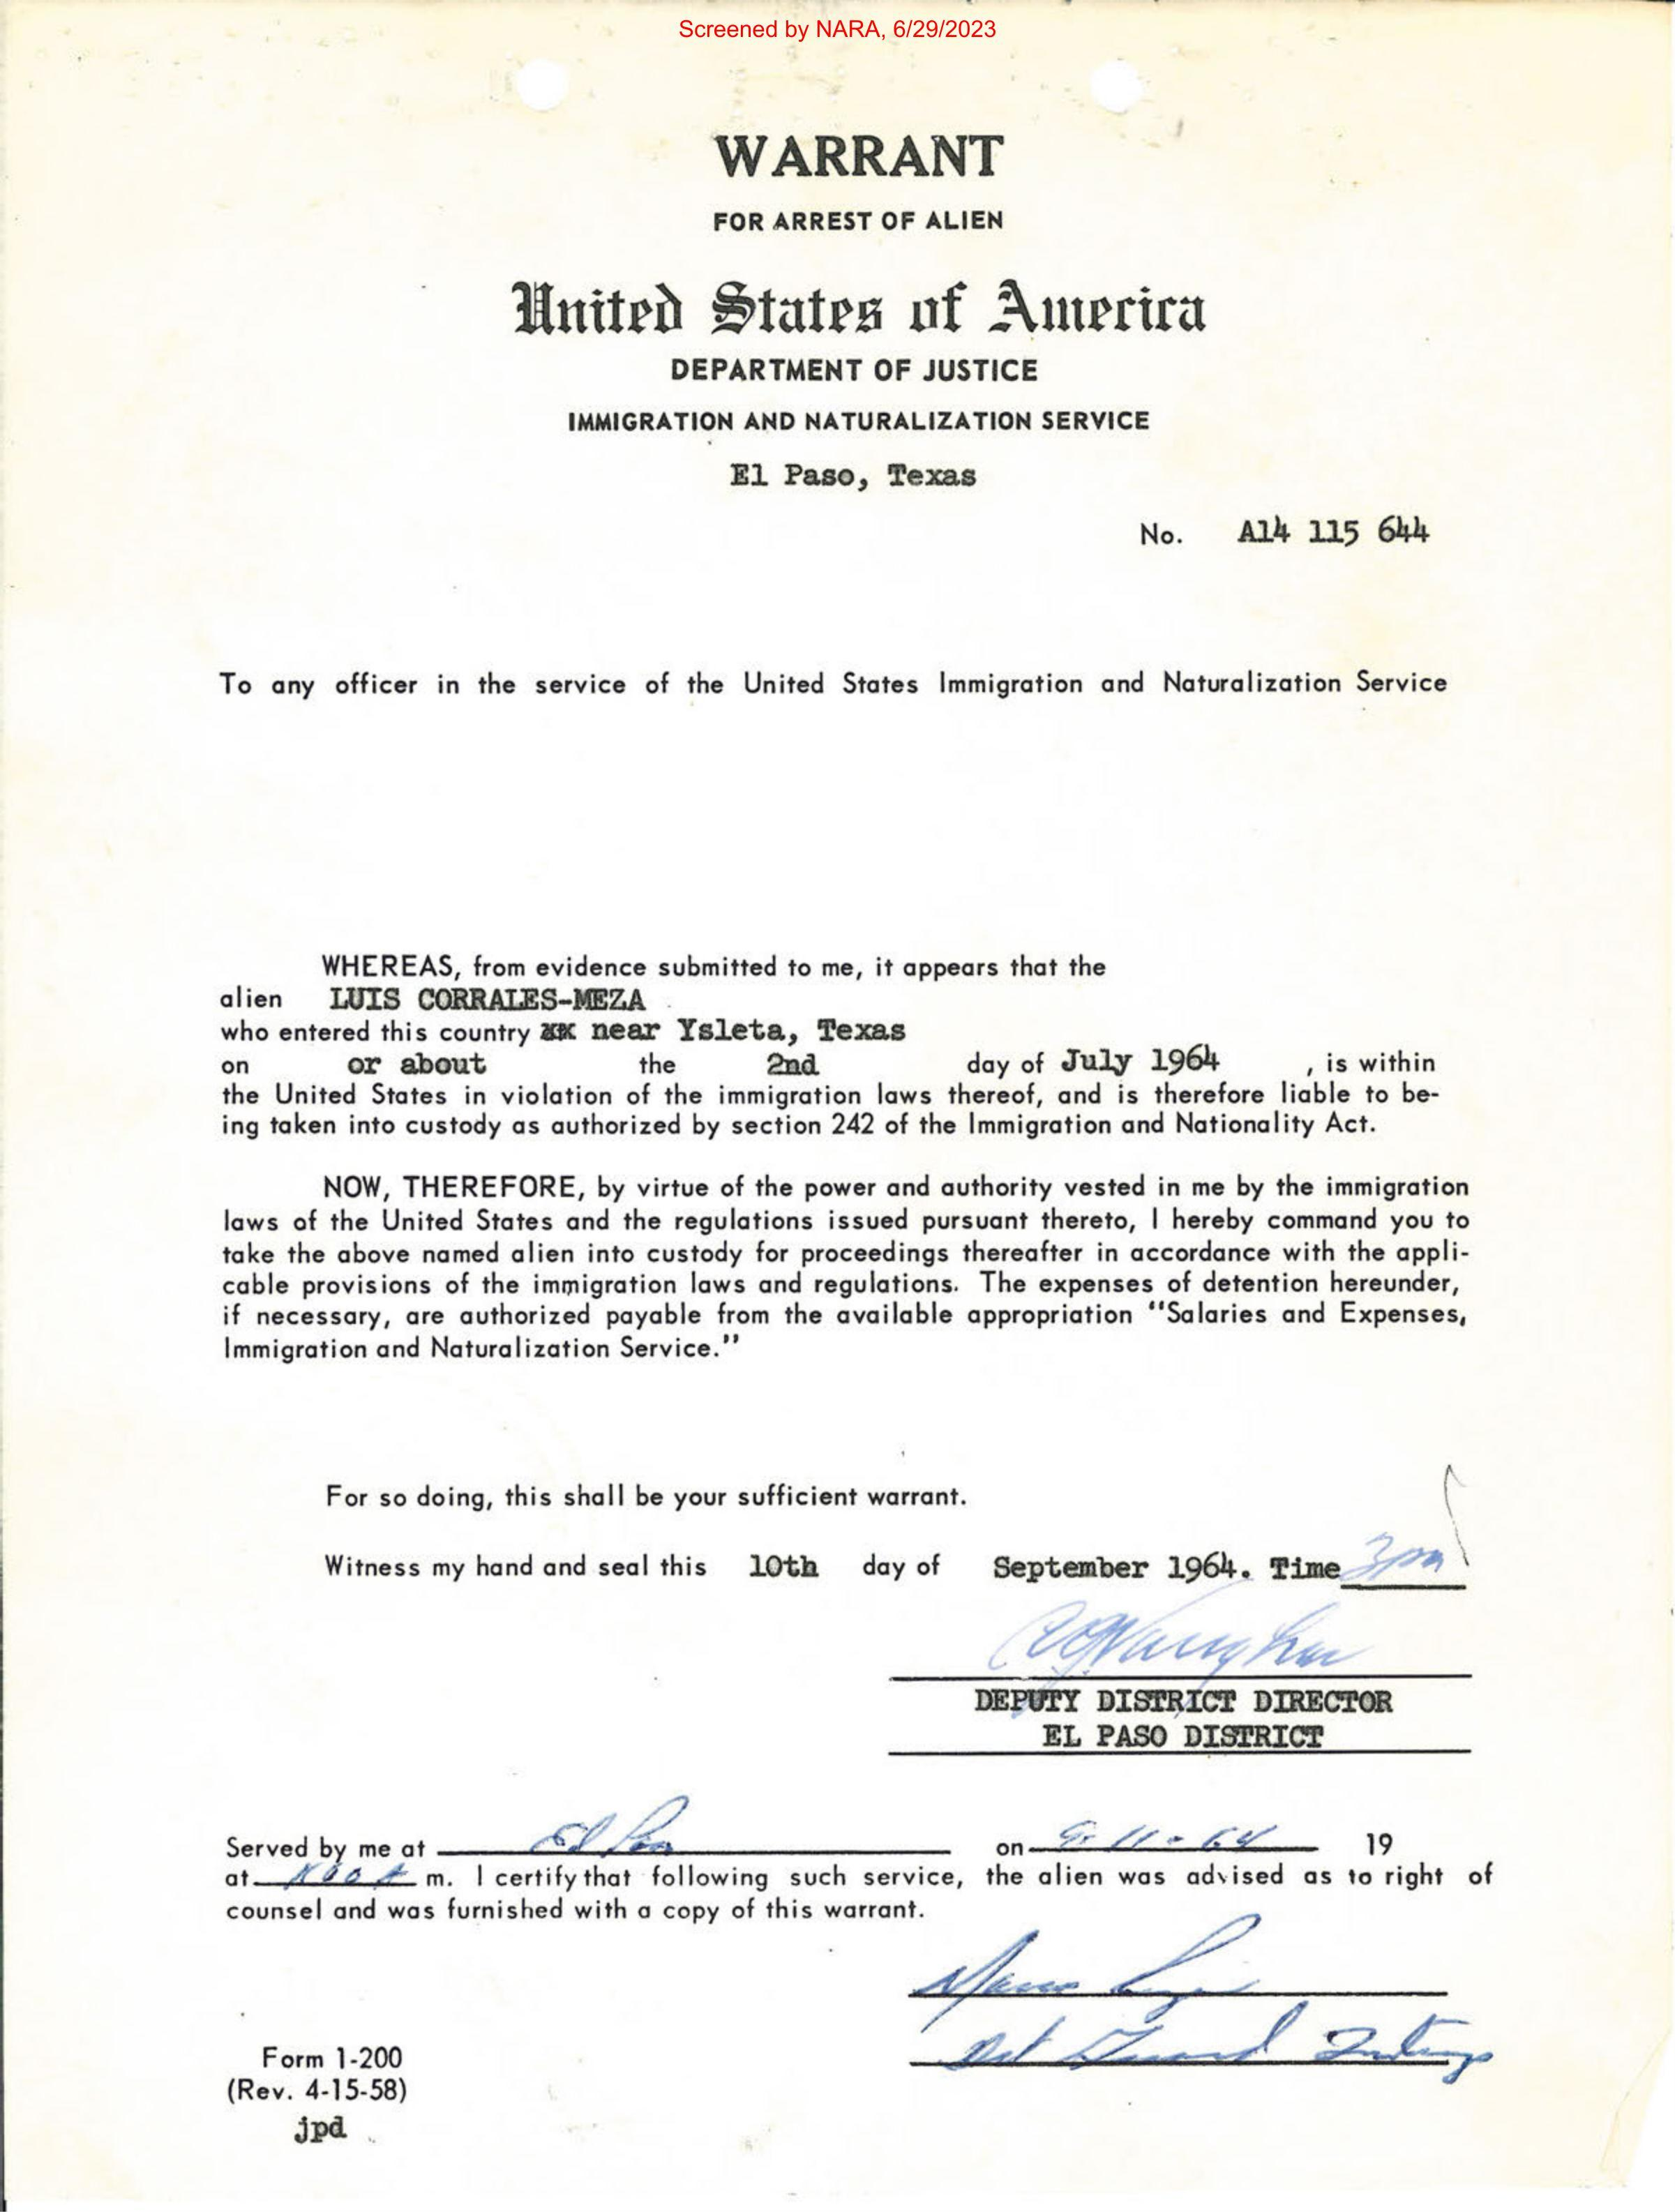 Screened by NARA, 6/29/2023
WARRANT
FOR ARREST OF ALIEN
United States of America
DEPARTMENT OF JUSTICE
IMMIGRATION AND NATURALIZATION SERVICE
El Paso, Texas
No. A14 115 644
To any officer in the service of the United States Immigration and Naturalization Service
WHEREAS, from evidence submitted to me, it appears that the
alien LUIS CORRALES-MEZA
who entered this country near Ysleta, Texas
on or about the 2nd day of July 1964 , is within
the United States in violation of the immigration laws thereof, and is therefore liable to be-
ing taken into custody as authorized by section 242 of the Immigration and Nationality Act.
NOW, THEREFORE, by virtue of the power and authority vested in me by the immigration
laws of the United States and the regulations issued pursuant thereto, I hereby command you to
take the above named alien into custody for proceedings thereafter in accordance with the appli-
cable provisions of the immigration laws and regulations. The expenses of detention hereunder,
if necessary, are authorized payable from the available appropriation "Salaries and Expenses,
Immigration and Naturalization Service."
For so doing, this shall be your sufficient warrant.
Witness my hand and seal this 10th day of September 1964. Time 3pm
DEPUTY DISTRICT DIRECTOR
EL PASO DISTRICT
Served by me at El Paso on 9-11-64 19
at m. I certify that following such service, the alien was advised as to right of
counsel and was furnished with a copy of this warrant.
Det Guard
Form 1-200
(Rev. 4-15-58)
jpd